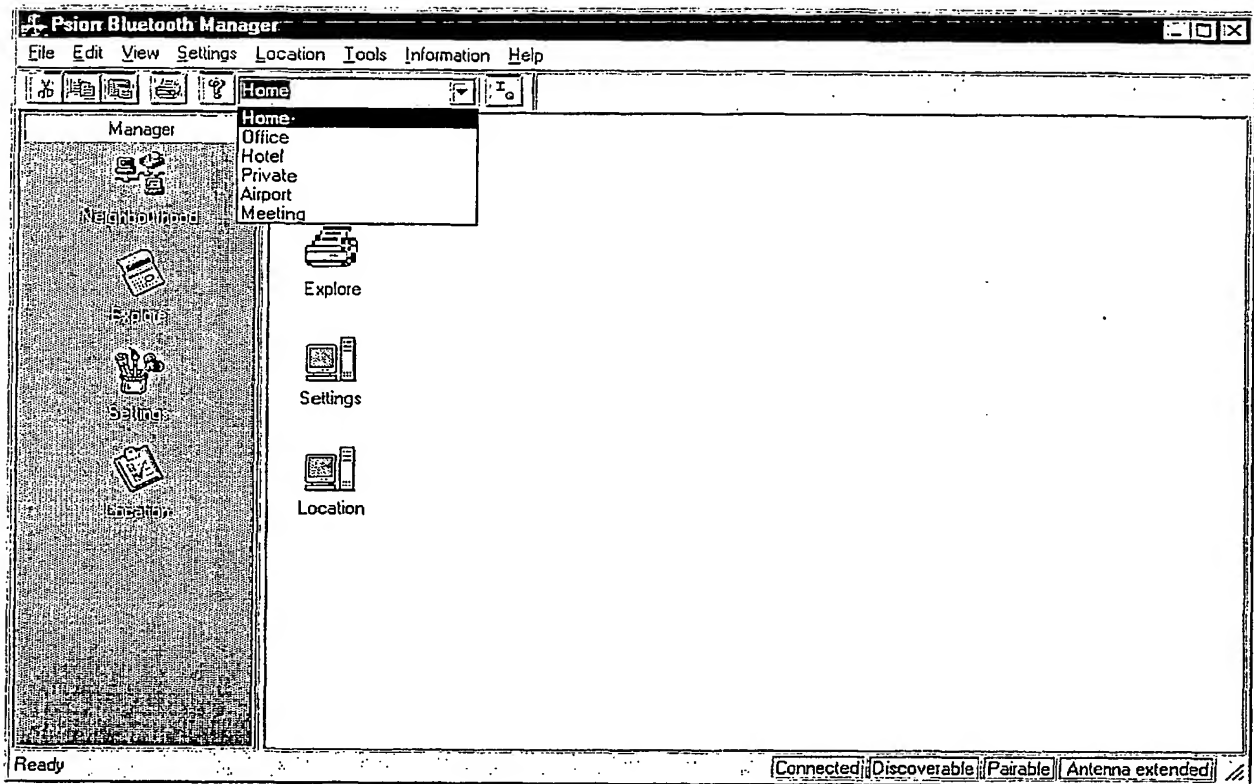 Psion Bluetooth Manager
File Edit View Settings Location Tools Information Help
Home
Manager
Home
Office
Hotel
Private
Airport
Meeting
Neighbourhood
Explore
Settings
Location
Explore
Settings
Location
Ready
Connected Discoverable Pairable Antenna extended